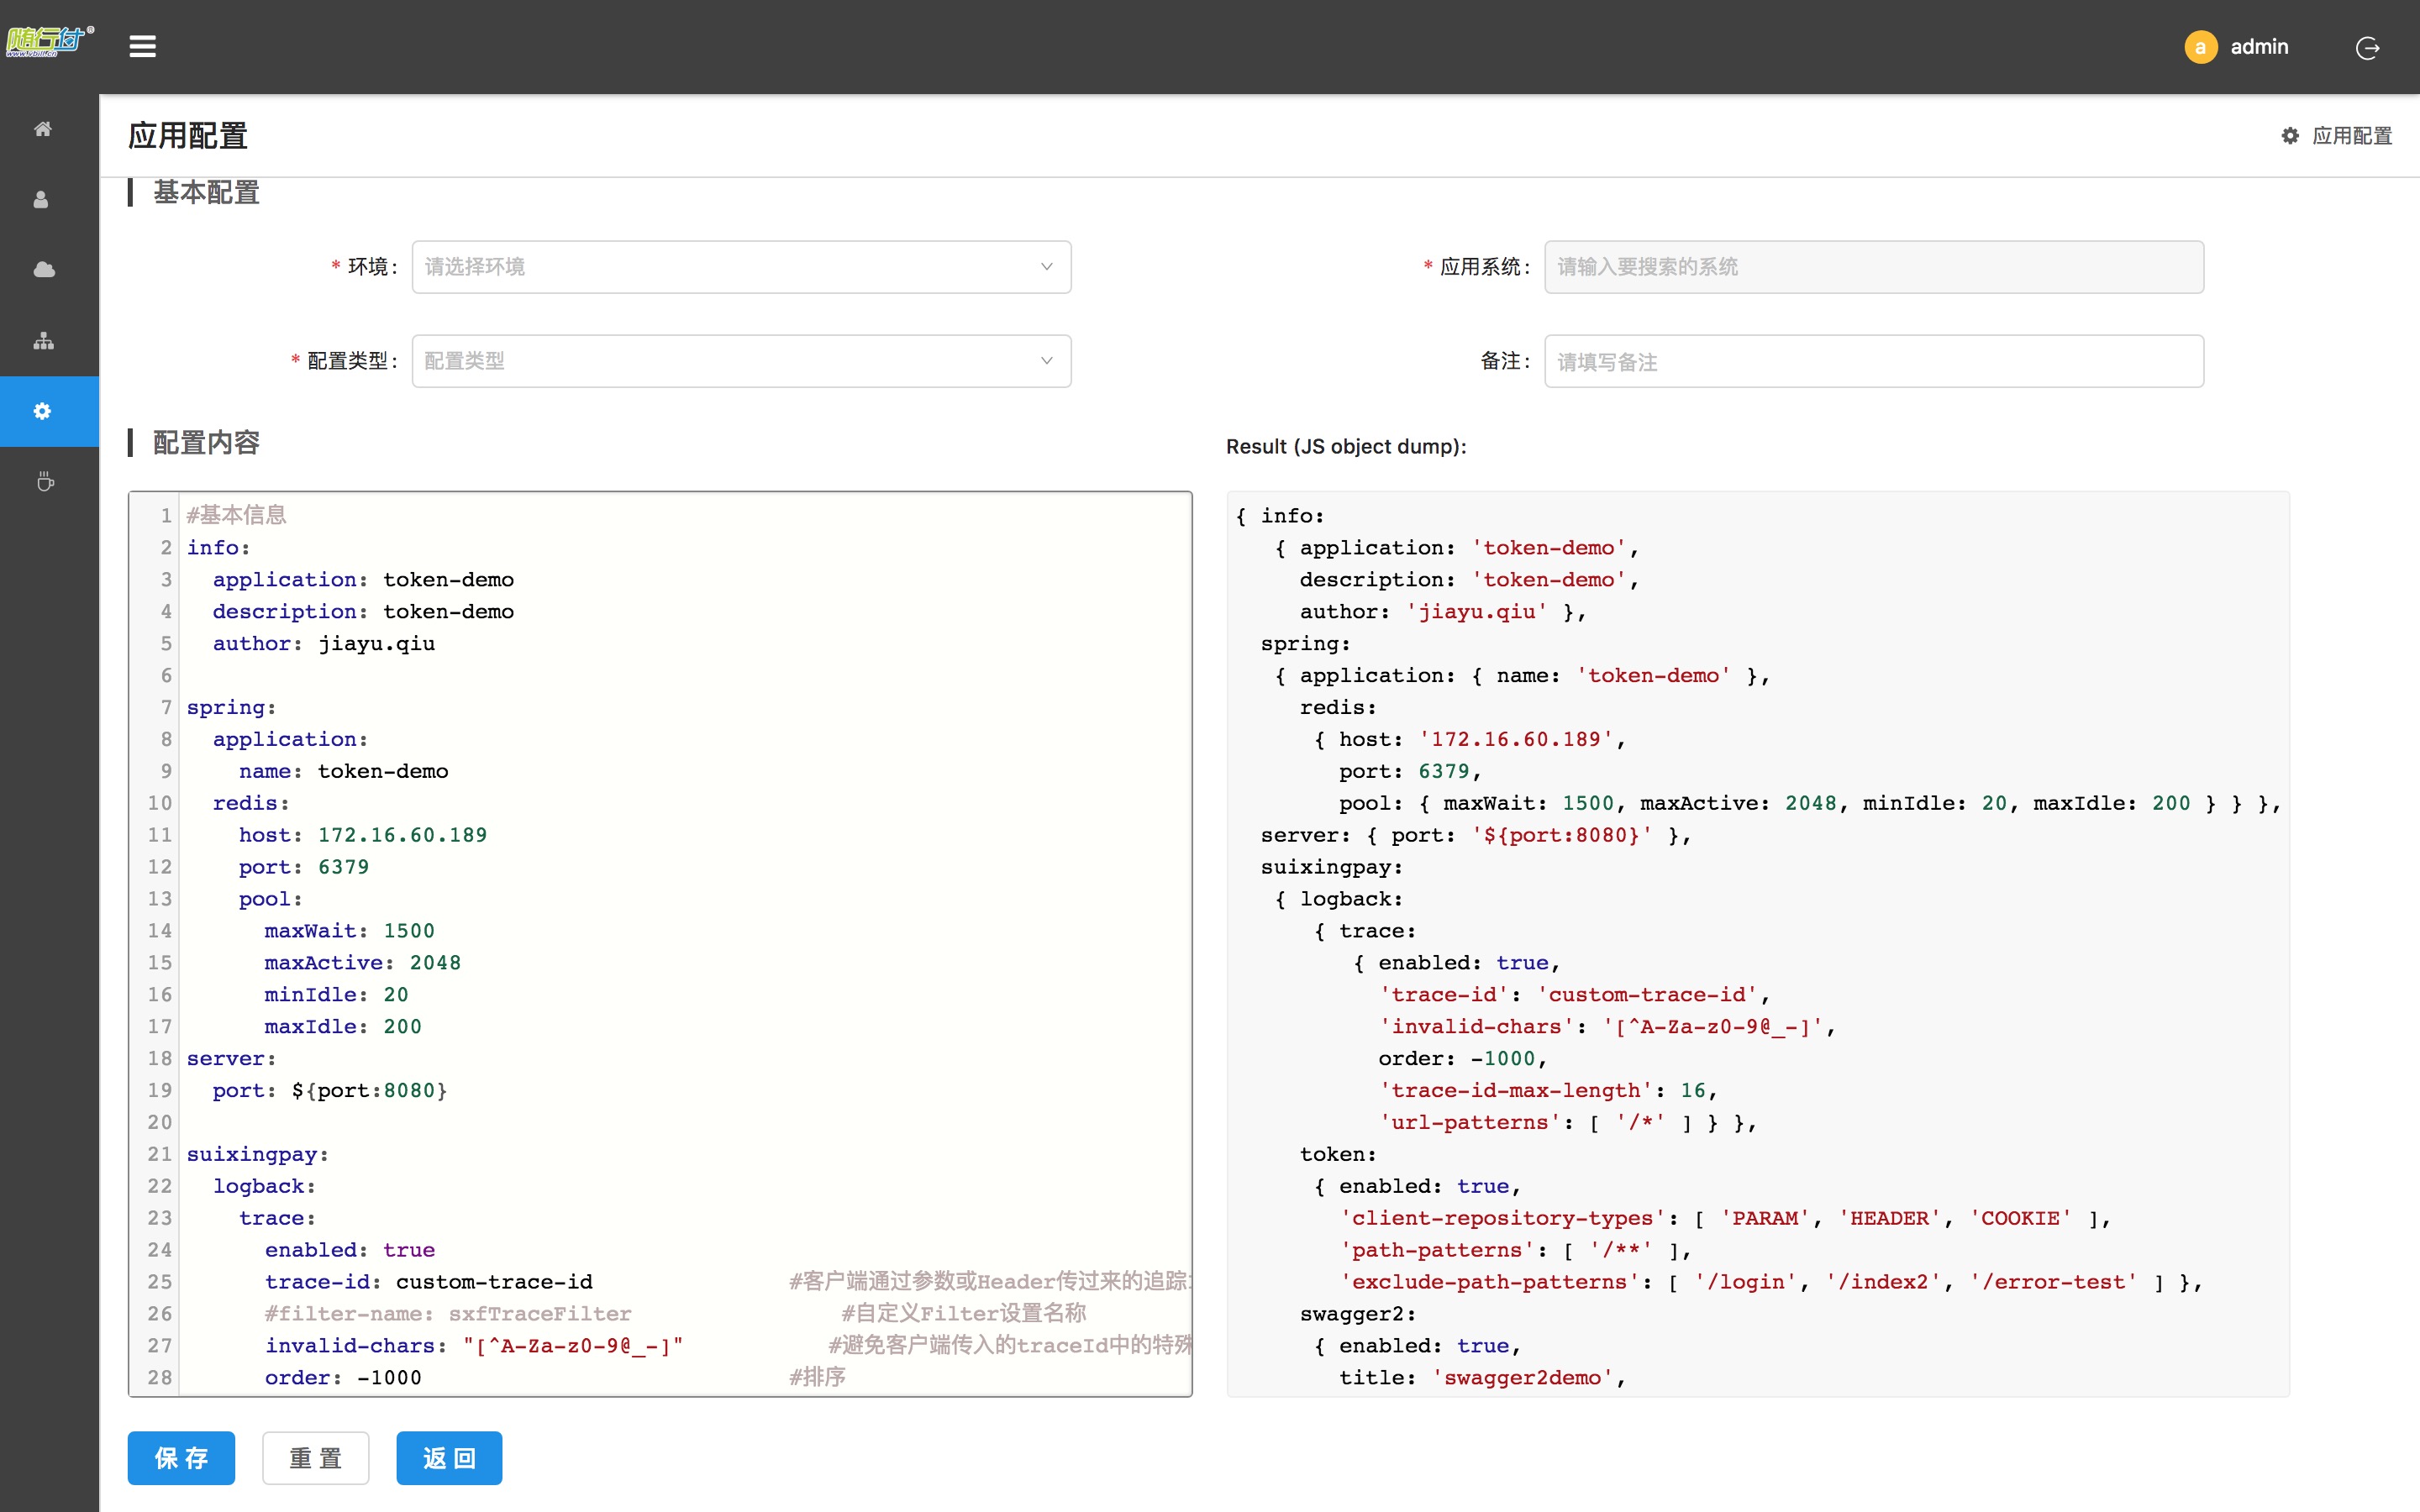 随行付®
www.vbill.cn
a admin
应用配置
应用配置
基本配置
* 环境: 请选择环境
* 应用系统: 请输入要搜索的系统
* 配置类型: 配置类型
备注: 请填写备注
配置内容
1 #基本信息
2 info:
3 application: token-demo
4 description: token-demo
5 author: jiayu.qiu
6
7 spring:
8 application:
9 name: token-demo
10 redis:
11 host: 172.16.60.189
12 port: 6379
13 pool:
14 maxWait: 1500
15 maxActive: 2048
16 minIdle: 20
17 maxIdle: 200
18 server:
19 port: ${port:8080}
20
21 suixingpay:
22 logback:
23 trace:
24 enabled: true
25 trace-id: custom-trace-id #客户端通过参数或Header传过来的追踪
26 #filter-name: sxfTraceFilter #自定义Filter设置名称
27 invalid-chars: "[^A-Za-z0-9@_-]" #避免客户端传入的traceId中的特殊
28 order: -1000 #排序
Result (JS object dump):
{ info:
{ application: 'token-demo',
description: 'token-demo',
author: 'jiayu.qiu' },
spring:
{ application: { name: 'token-demo' },
redis:
{ host: '172.16.60.189',
port: 6379,
pool: { maxWait: 1500, maxActive: 2048, minIdle: 20, maxIdle: 200 } } },
server: { port: '${port:8080}' },
suixingpay:
{ logback:
{ trace:
{ enabled: true,
'trace-id': 'custom-trace-id',
'invalid-chars': '[^A-Za-z0-9@_-]',
order: -1000,
'trace-id-max-length': 16,
'url-patterns': [ '/*' ] } },
token:
{ enabled: true,
'client-repository-types': [ 'PARAM', 'HEADER', 'COOKIE' ],
'path-patterns': [ '/**' ],
'exclude-path-patterns': [ '/login', '/index2', '/error-test' ] },
swagger2:
{ enabled: true,
title: 'swagger2demo',
保存 重置 返回